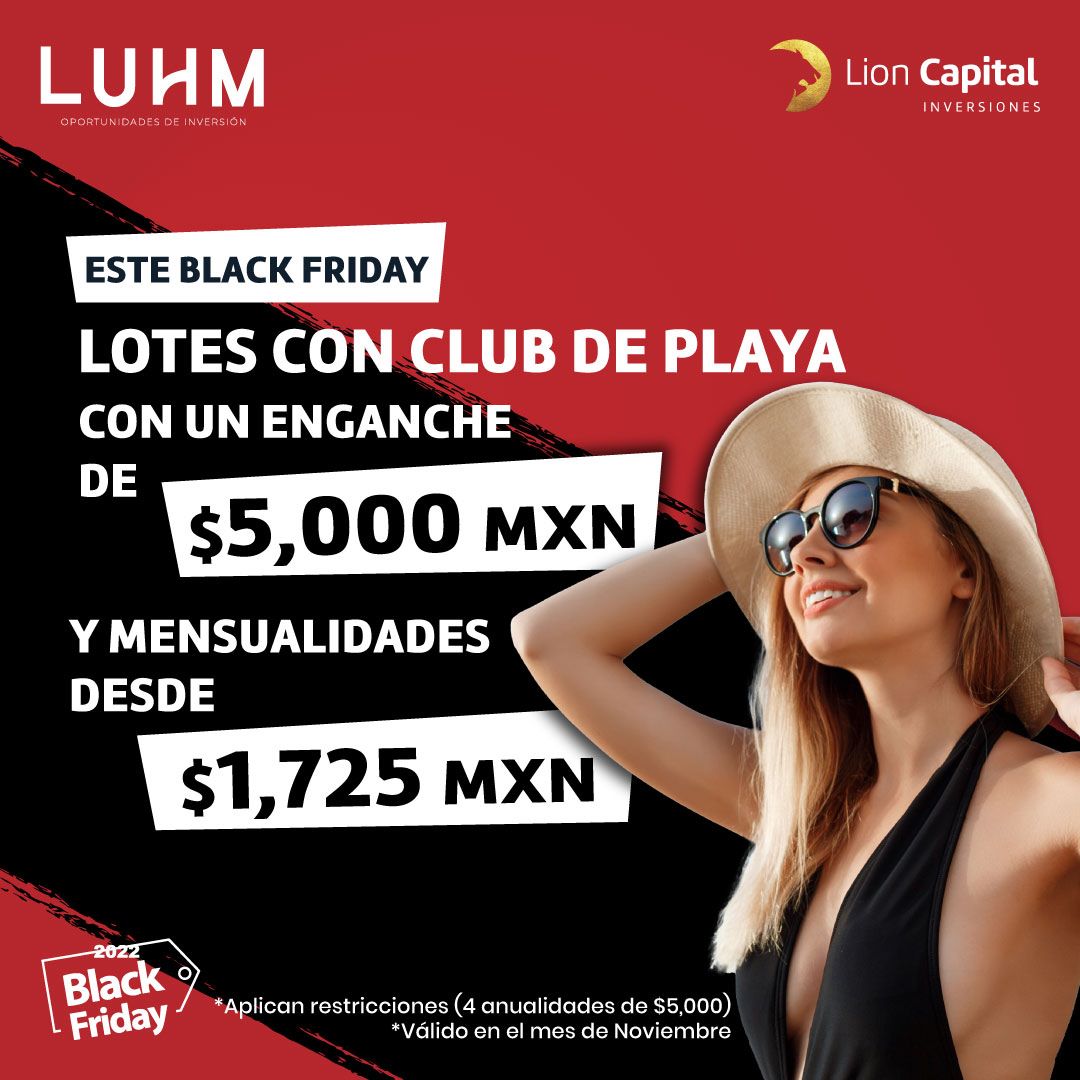 LUHM
OPORTUNIDADES DE INVERSIÓN
Lion Capital
INVERSIONES
ESTE BLACK FRIDAY
LOTES CON CLUB DE PLAYA
CON UN ENGANCHE
DE
$5,000 MXN
Y MENSUALIDADES
DESDE
$1,725 MXN
2022
Black
Friday
*Aplican restricciones (4 anualidades de $5,000)
*Válido en el mes de Noviembre